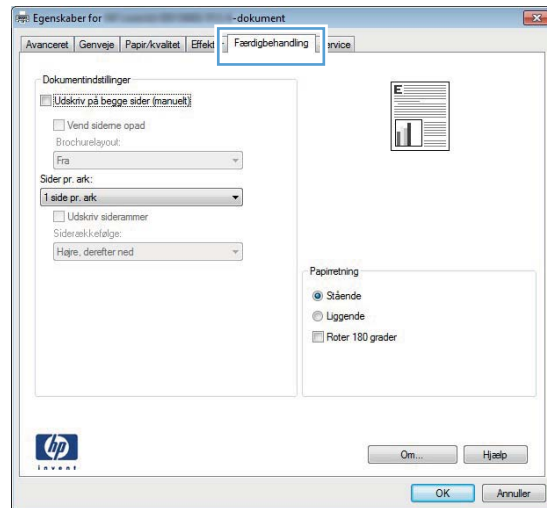 Egenskaber for -dokument
Avanceret Genveje Papir/kvalitet Effekt Færdigbehandling ervice
Dokumentindstillinger
Udskriv på begge sider (manuelt)
Vend siderne opad
Brochurelayout:
Fra
Sider pr. ark:
1 side pr. ark
Udskriv siderammer
Siderækkefølge:
Højre, derefter ned
E
Papirretning
Stående
Liggende
Roter 180 grader
hp
invent
Om... Hjælp
OK Annuller